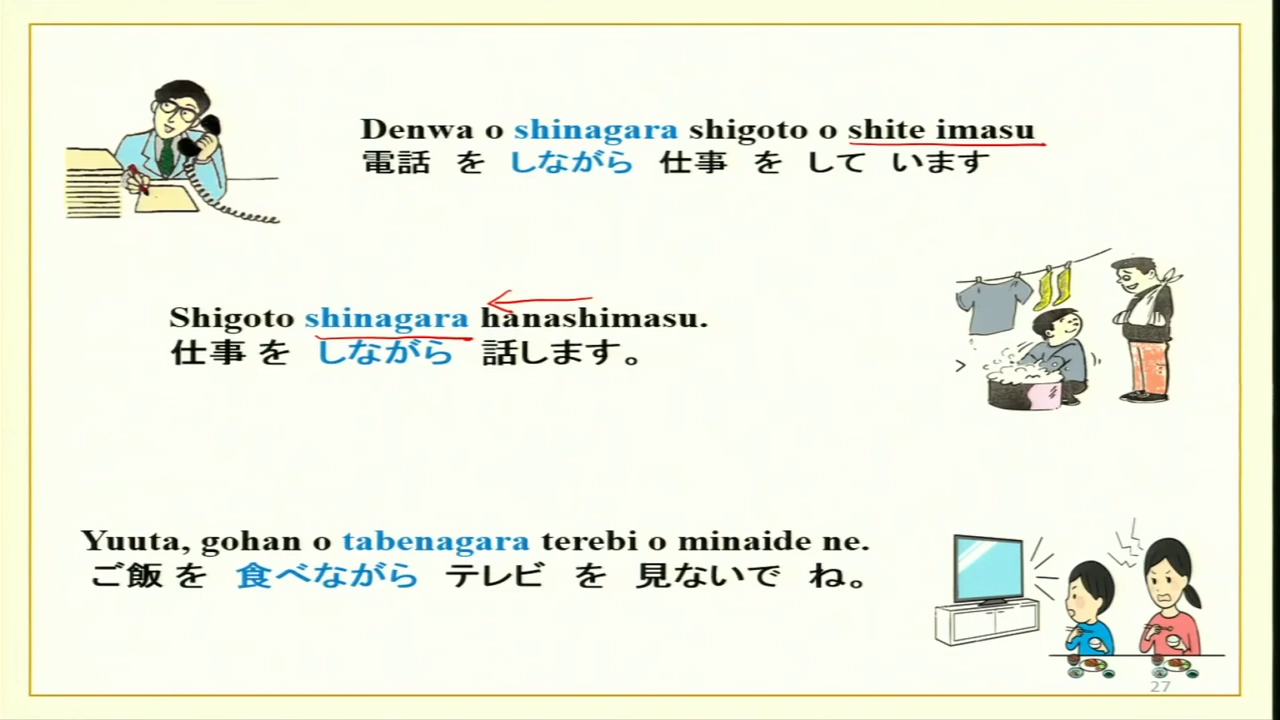 Denwa o shinagara shigoto o shite imasu
電話 を しながら 仕事 を して います
Shigoto shinagara hanashimasu.
仕事 を しながら 話します。
Yuuta, gohan o tabenagara terebi o minaide ne.
ご飯 を 食べながら テレビ を 見ないで ね。
27